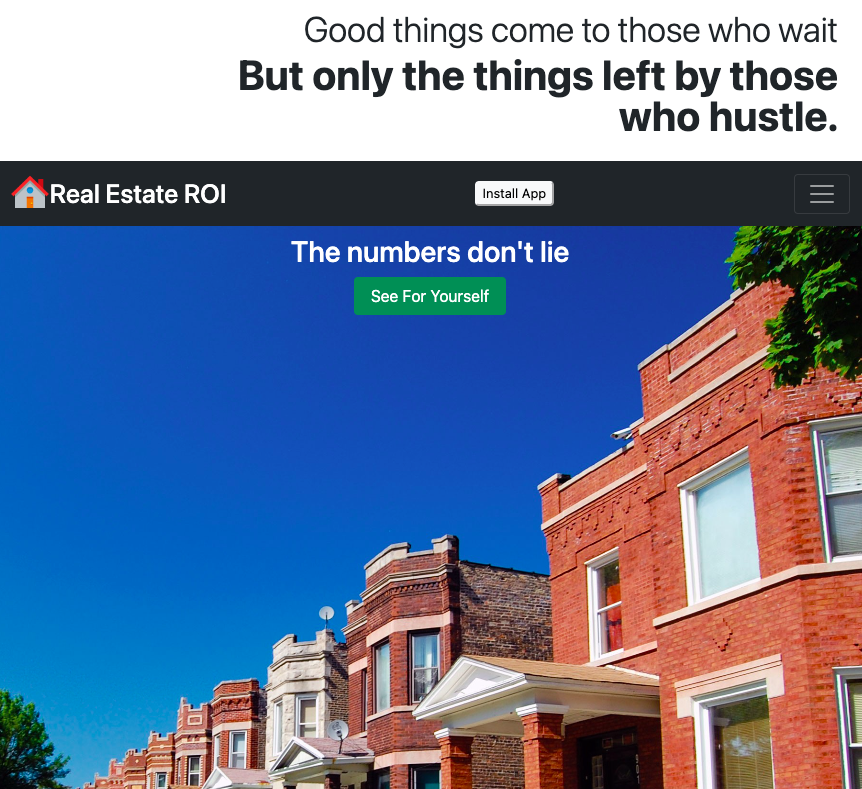 Good things come to those who wait
But only the things left by those
who hustle.
Real Estate ROI
Install App
The numbers don't lie
See For Yourself